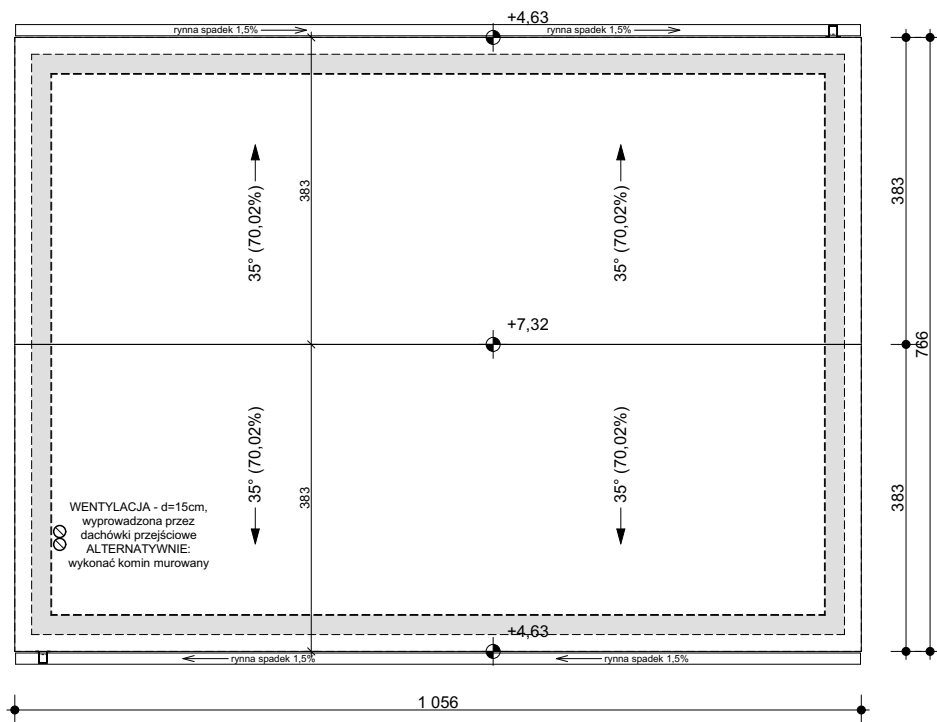 +4,63
rynna spadek 1,5%
rynna spadek 1,5%
383
35° (70,02%)
35° (70,02%)
383
+7,32
766
35° (70,02%)
35° (70,02%)
383
383
WENTYLACJA - d=15cm,
wyprowadzona przez
dachówki przejściowe
ALTERNATYWNIE:
wykonać komin murowany
+4,63
rynna spadek 1,5%
rynna spadek 1,5%
1 056